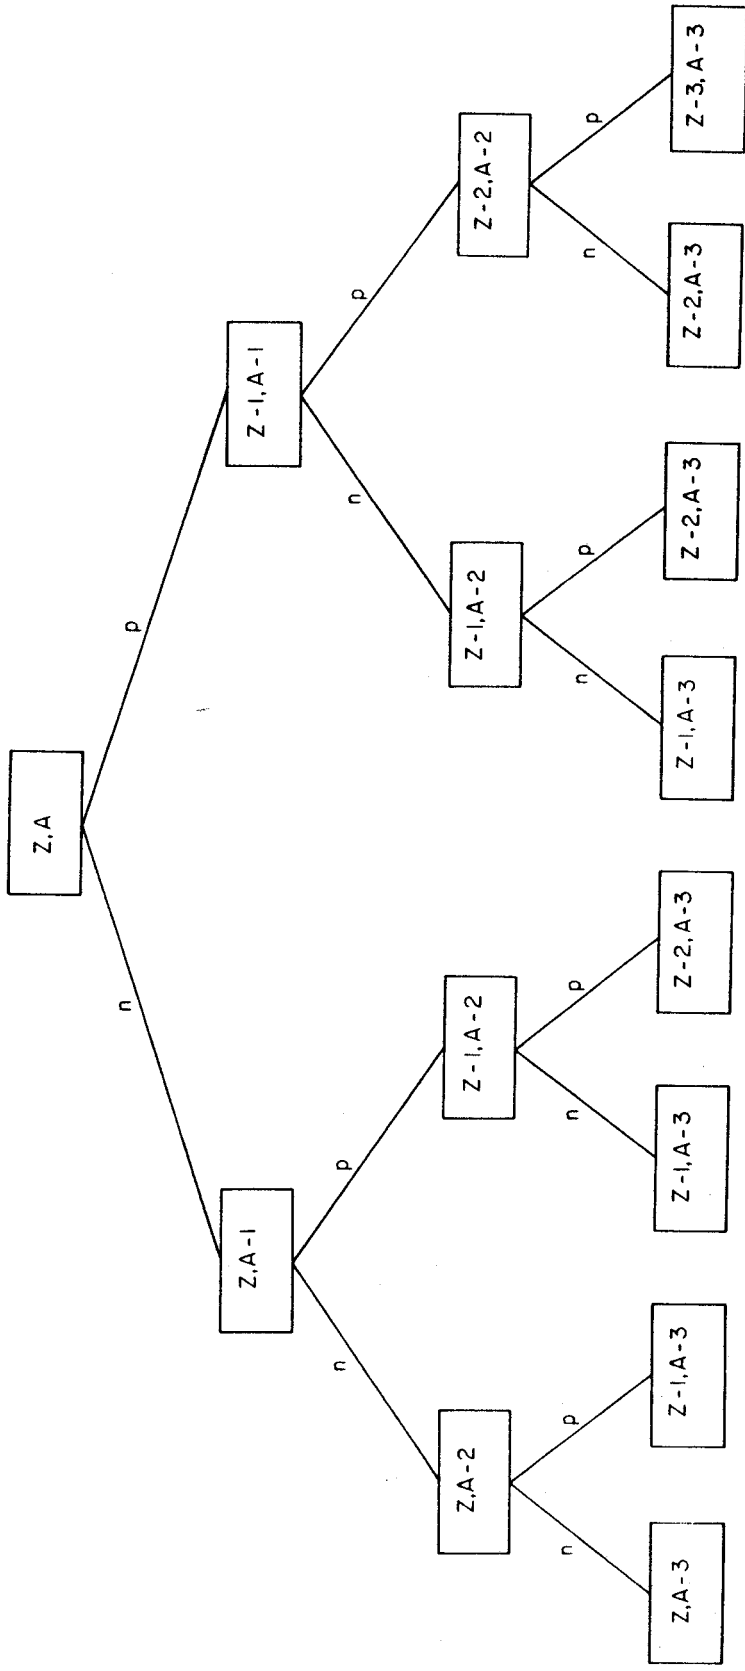 Z,A
n
p
Z,A-1
Z-1,A-1
n
p
n
p
Z,A-2
Z-1,A-2
Z-1,A-2
Z-2,A-2
n
p
n
p
n
p
n
p
Z,A-3
Z-1,A-3
Z-1,A-3
Z-2,A-3
Z-1,A-3
Z-2,A-3
Z-2,A-3
Z-3,A-3